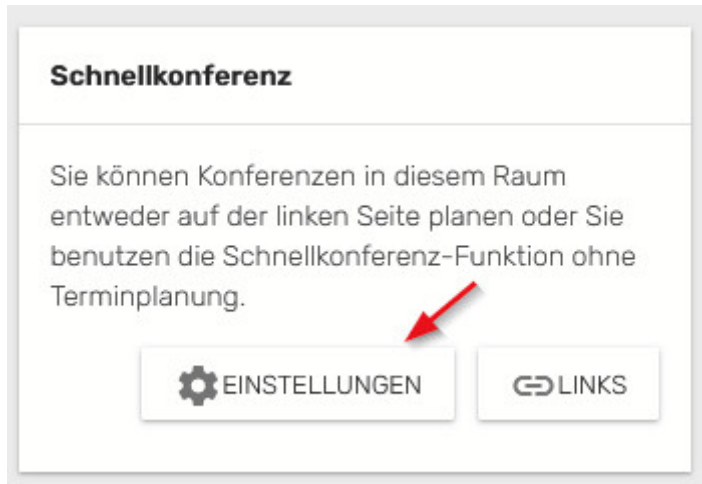 Schnellkonferenz
Sie können Konferenzen in diesem Raum
entweder auf der linken Seite planen oder Sie
benutzen die Schnellkonferenz-Funktion ohne
Terminplanung.
EINSTELLUNGEN
LINKS